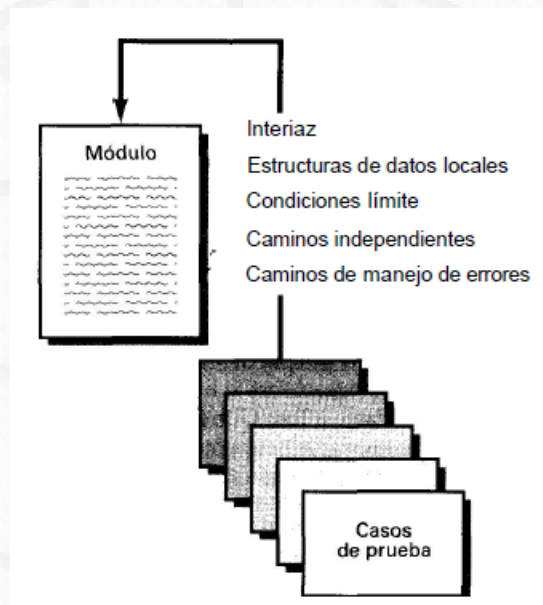 Módulo
Interiaz
Estructuras de datos locales
Condiciones límite
Caminos independientes
Caminos de manejo de errores
Casos
de prueba